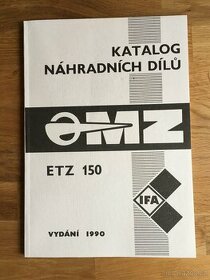 KATALOG
NÁHRADNÍCH DÍLŮ
MZ
ETZ 150
IFA
VYDÁNÍ 1990